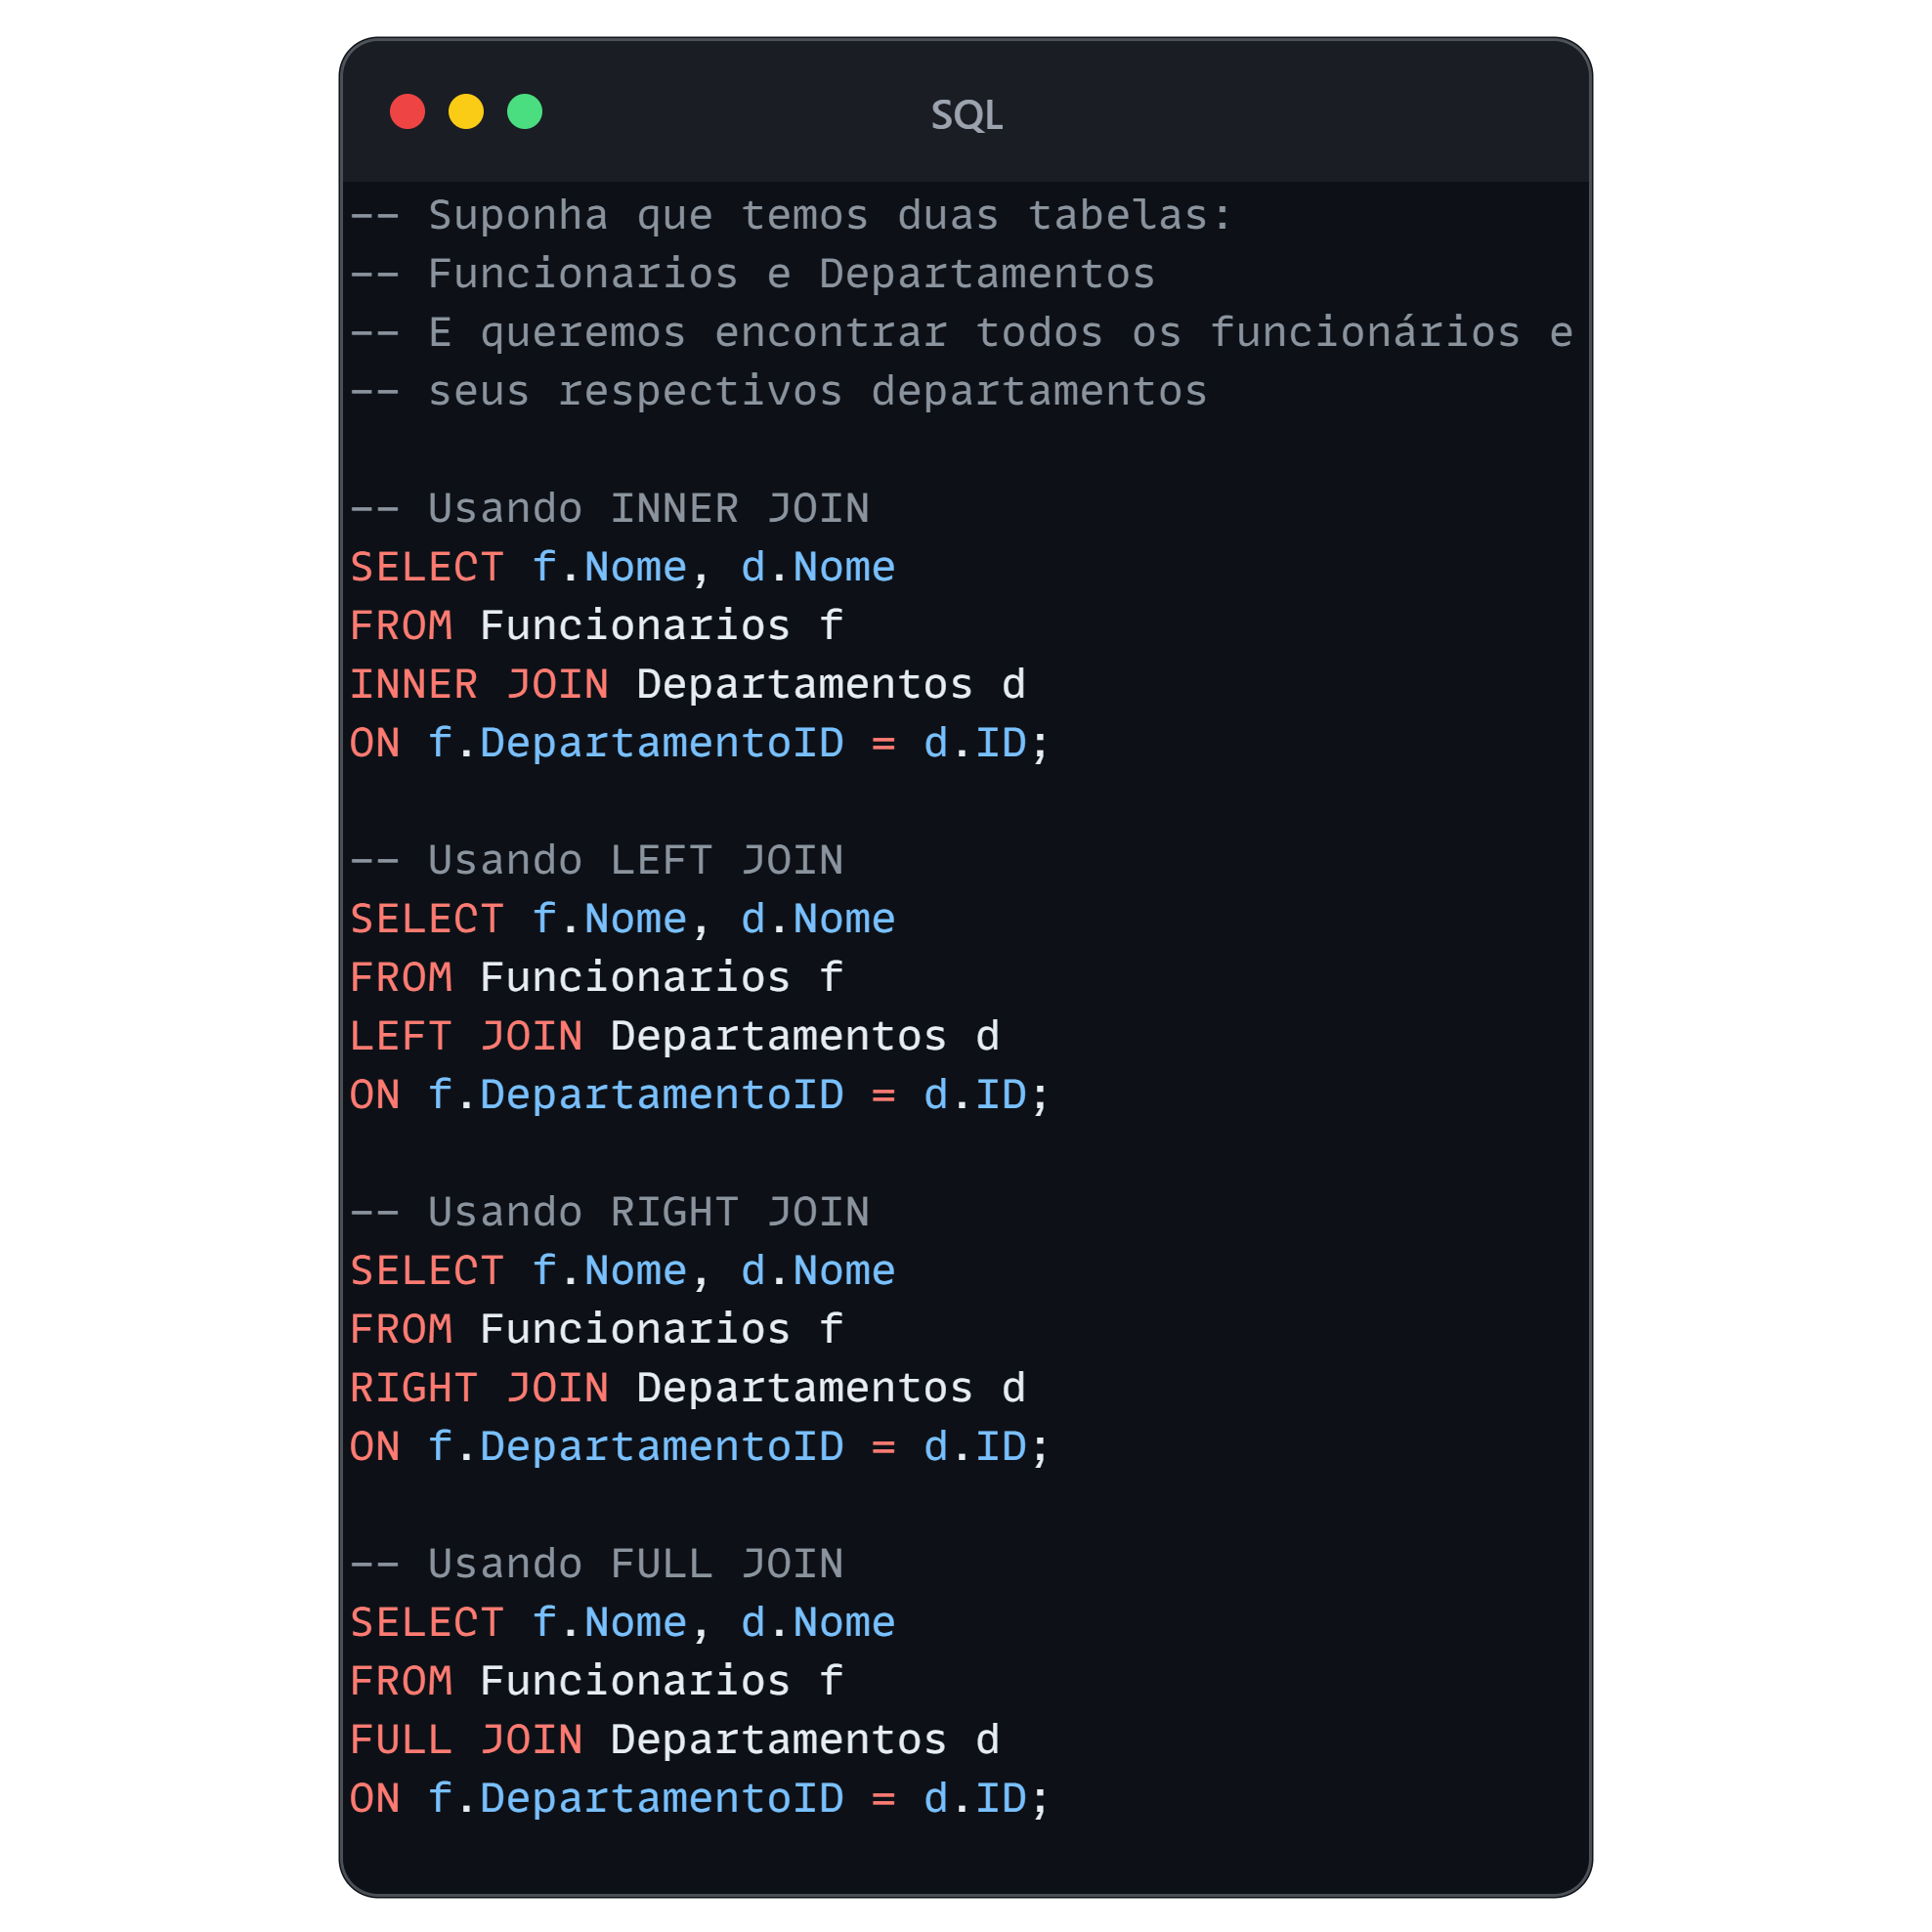 SQL
-- Suponha que temos duas tabelas:
-- Funcionarios e Departamentos
-- E queremos encontrar todos os funcionários e
-- seus respectivos departamentos
-- Usando INNER JOIN
SELECT f.Nome, d.Nome
FROM Funcionarios f
INNER JOIN Departamentos d
ON f.DepartamentoID = d.ID;
-- Usando LEFT JOIN
SELECT f.Nome, d.Nome
FROM Funcionarios f
LEFT JOIN Departamentos d
ON f.DepartamentoID = d.ID;
-- Usando RIGHT JOIN
SELECT f.Nome, d.Nome
FROM Funcionarios f
RIGHT JOIN Departamentos d
ON f.DepartamentoID = d.ID;
-- Usando FULL JOIN
SELECT f.Nome, d.Nome
FROM Funcionarios f
FULL JOIN Departamentos d
ON f.DepartamentoID = d.ID;